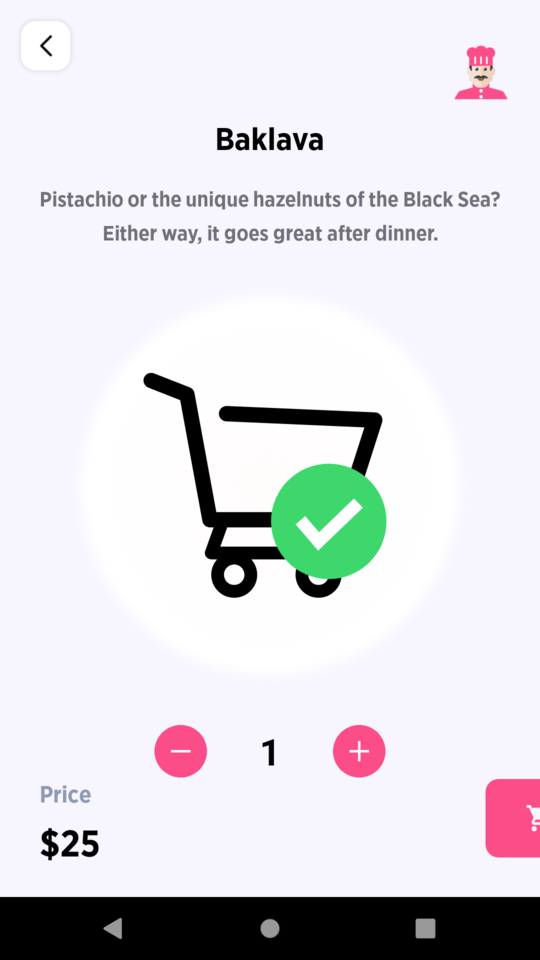 Baklava
Pistachio or the unique hazelnuts of the Black Sea?
Either way, it goes great after dinner.
1
Price
$25